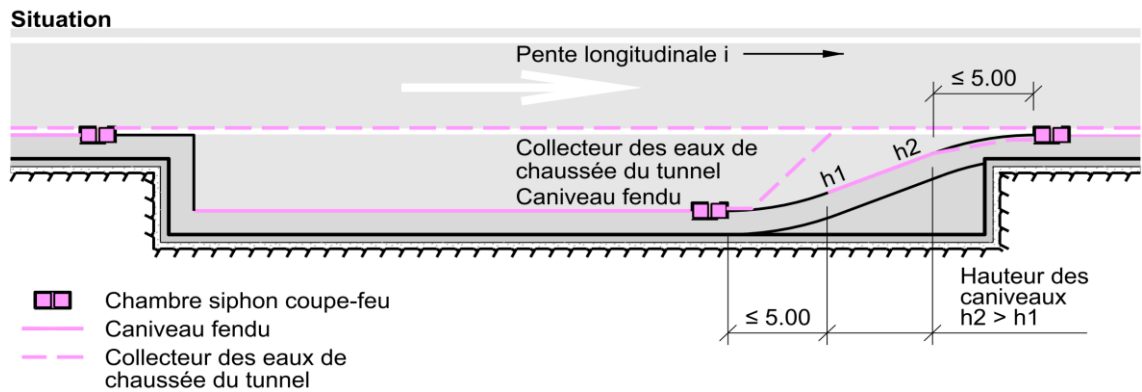 Situation
Pente longitudinale i
≤ 5.00
Collecteur des eaux de
chaussée du tunnel
Caniveau fendu
h1
h2
Chambre siphon coupe-feu
Caniveau fendu
Collecteur des eaux de
chaussée du tunnel
≤ 5.00
Hauteur des
caniveaux
h2 > h1